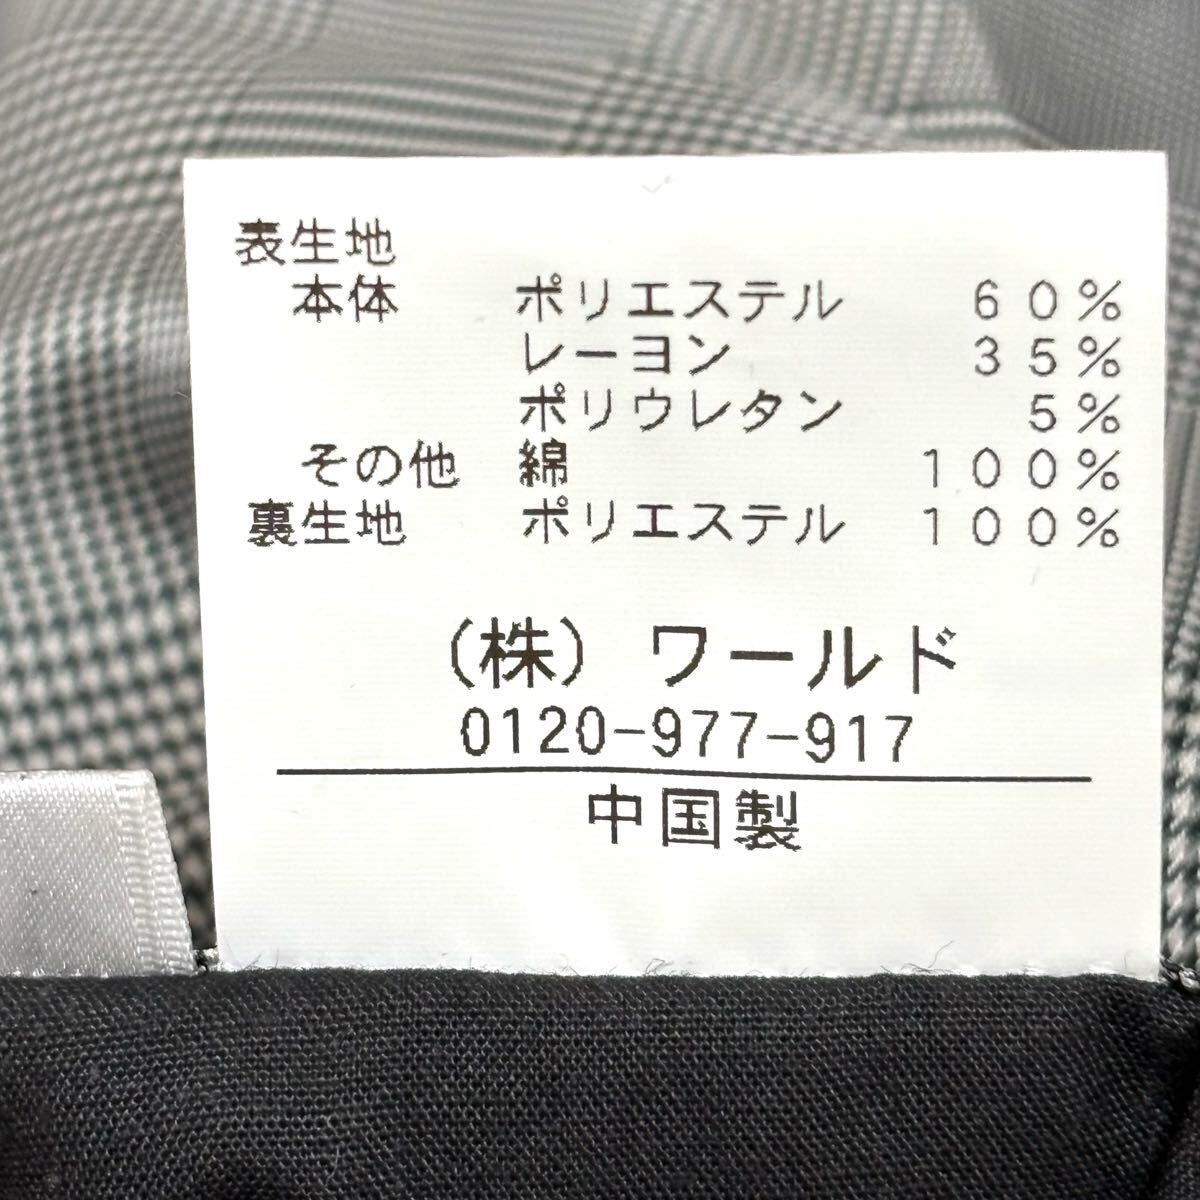 表生地
本体 ポリエステル 60%
レーヨン 35%
ポリウレタン 5%
その他 綿 100%
裏生地 ポリエステル 100%
(株) ワールド
0120-977-917
中国製